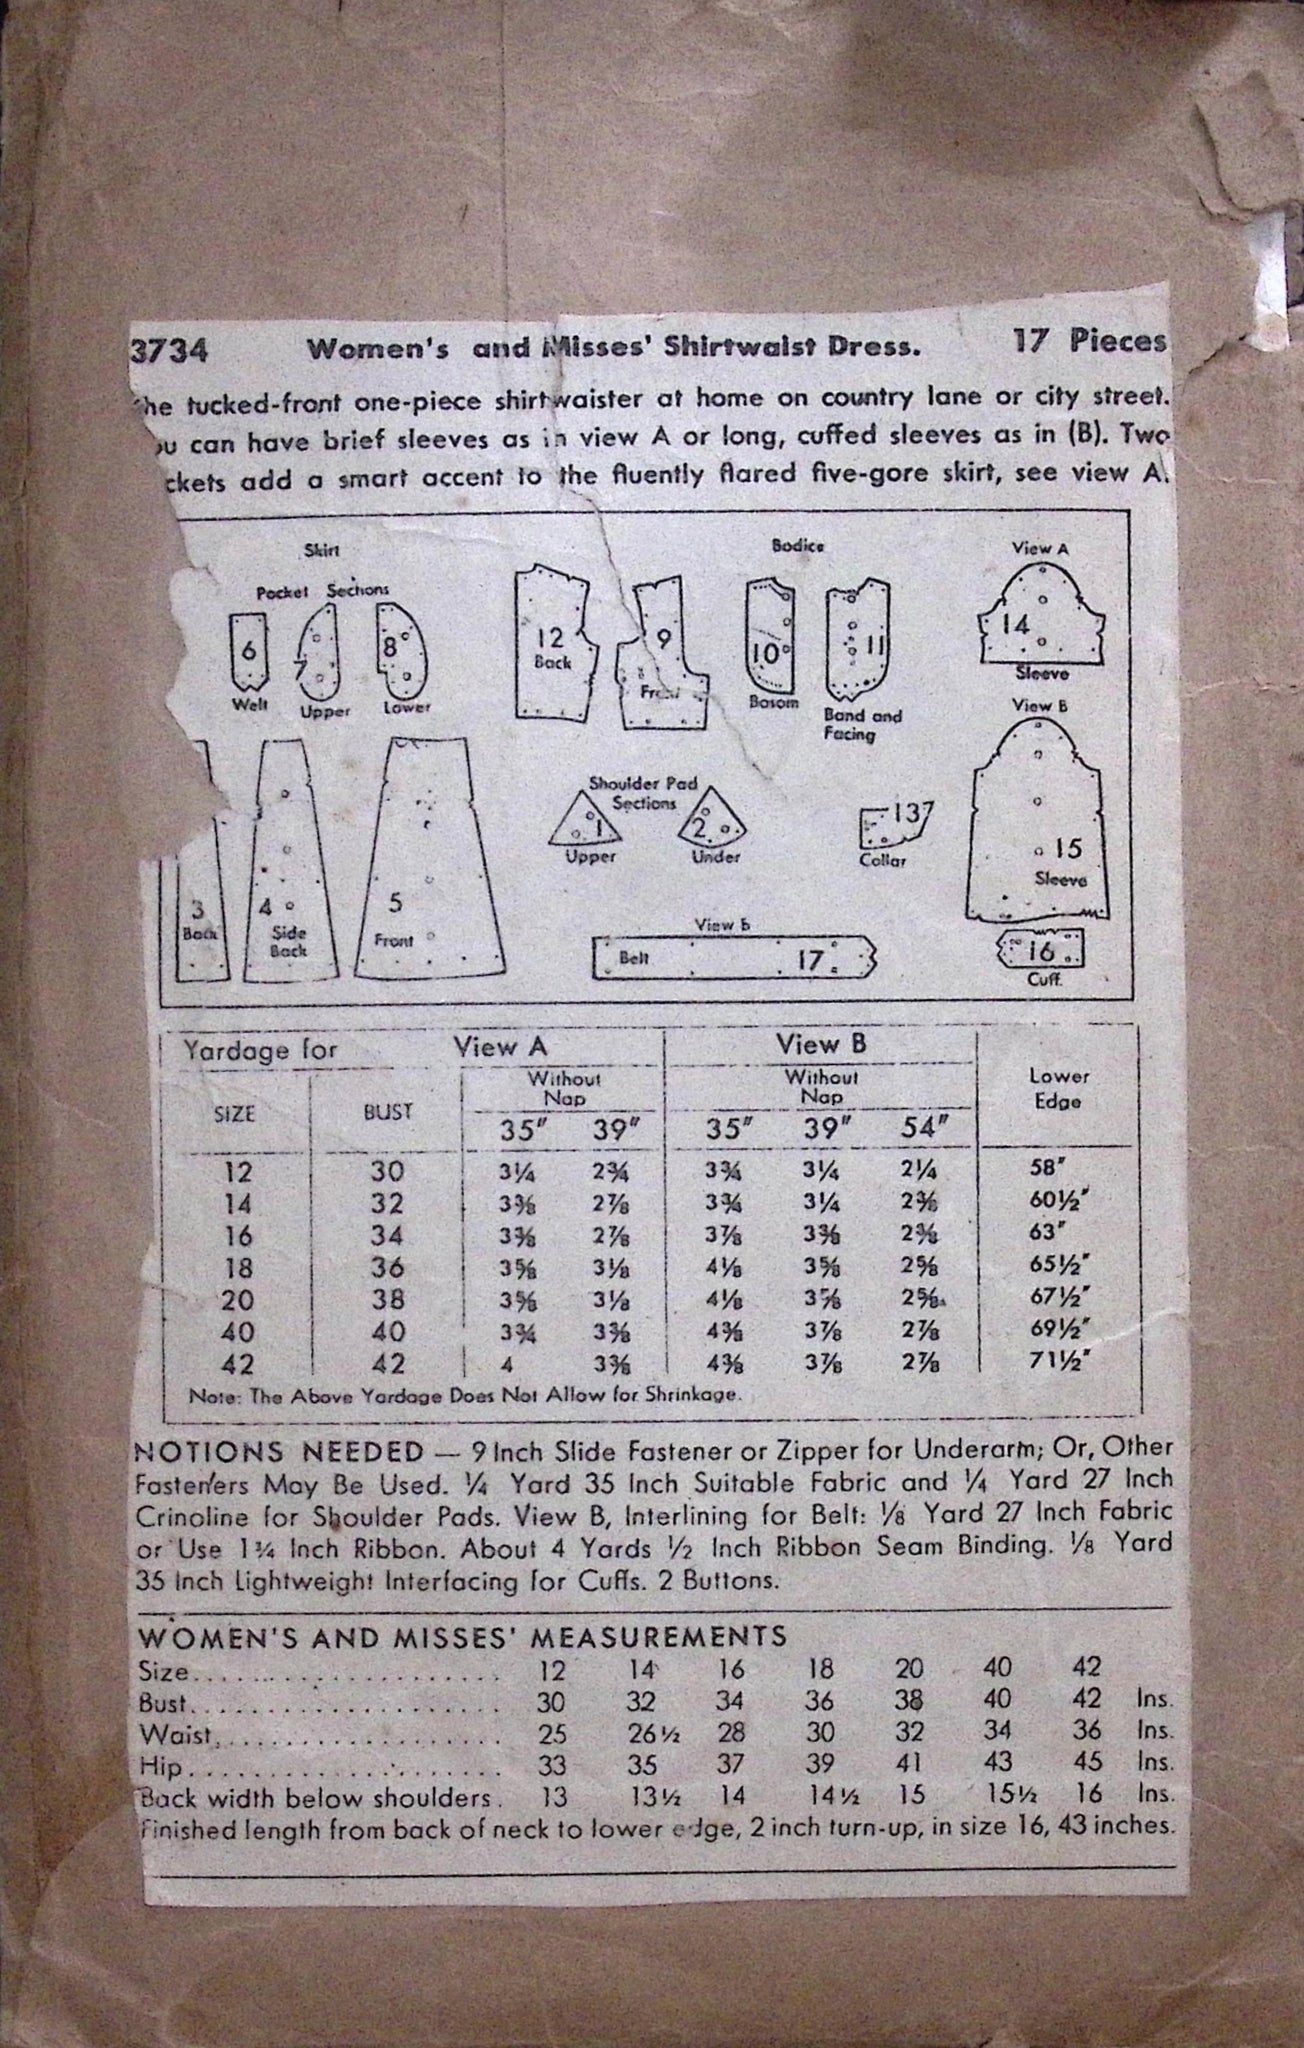 3734 Women's and Misses' Shirtwaist Dress. 17 Pieces
he tucked-front one-piece shirtwaister at home on country lane or city street.
ou can have brief sleeves as in view A or long, cuffed sleeves as in (B). Two
ckets add a smart accent to the fluently flared five-gore skirt, see view A.
Skirt
Pocket Sections
6 Welt
7 Upper
8 Lower
3 Back
4 Side Back
5 Front
Bodice
12 Back
9 Front
10 Bosom
11 Band and Facing
Shoulder Pad Sections
1 Upper
2 Under
13 Collar
View B
Belt 17
View A
14 Sleeve
View B
15 Sleeve
16 Cuff.
Yardage for View A View B Lower Edge
SIZE BUST Without Nap Without Nap
35" 39" 35" 39" 54"
12 30 3¼ 2¾ 3¾ 3¼ 2¼ 58"
14 32 3⅜ 2⅞ 3¾ 3¼ 2⅜ 60½"
16 34 3⅜ 2⅞ 3⅞ 3⅜ 2⅜ 63"
18 36 3⅝ 3⅛ 4⅛ 3⅝ 2⅝ 65½"
20 38 3⅝ 3⅛ 4⅛ 3⅝ 2⅝ 67½"
40 40 3¾ 3⅜ 4⅜ 3⅞ 2⅞ 69½"
42 42 4 3⅜ 4⅜ 3⅞ 2⅞ 71½"
Note: The Above Yardage Does Not Allow for Shrinkage.
NOTIONS NEEDED — 9 Inch Slide Fastener or Zipper for Underarm; Or, Other
Fasteners May Be Used. ¼ Yard 35 Inch Suitable Fabric and ¼ Yard 27 Inch
Crinoline for Shoulder Pads. View B, Interlining for Belt: ⅛ Yard 27 Inch Fabric
or Use 1¾ Inch Ribbon. About 4 Yards ½ Inch Ribbon Seam Binding. ⅛ Yard
35 Inch Lightweight Interfacing for Cuffs. 2 Buttons.
WOMEN'S AND MISSES' MEASUREMENTS
Size 12 14 16 18 20 40 42
Bust 30 32 34 36 38 40 42 Ins.
Waist 25 26½ 28 30 32 34 36 Ins.
Hip 33 35 37 39 41 43 45 Ins.
Back width below shoulders. 13 13½ 14 14½ 15 15½ 16 Ins.
Finished length from back of neck to lower edge, 2 inch turn-up, in size 16, 43 inches.